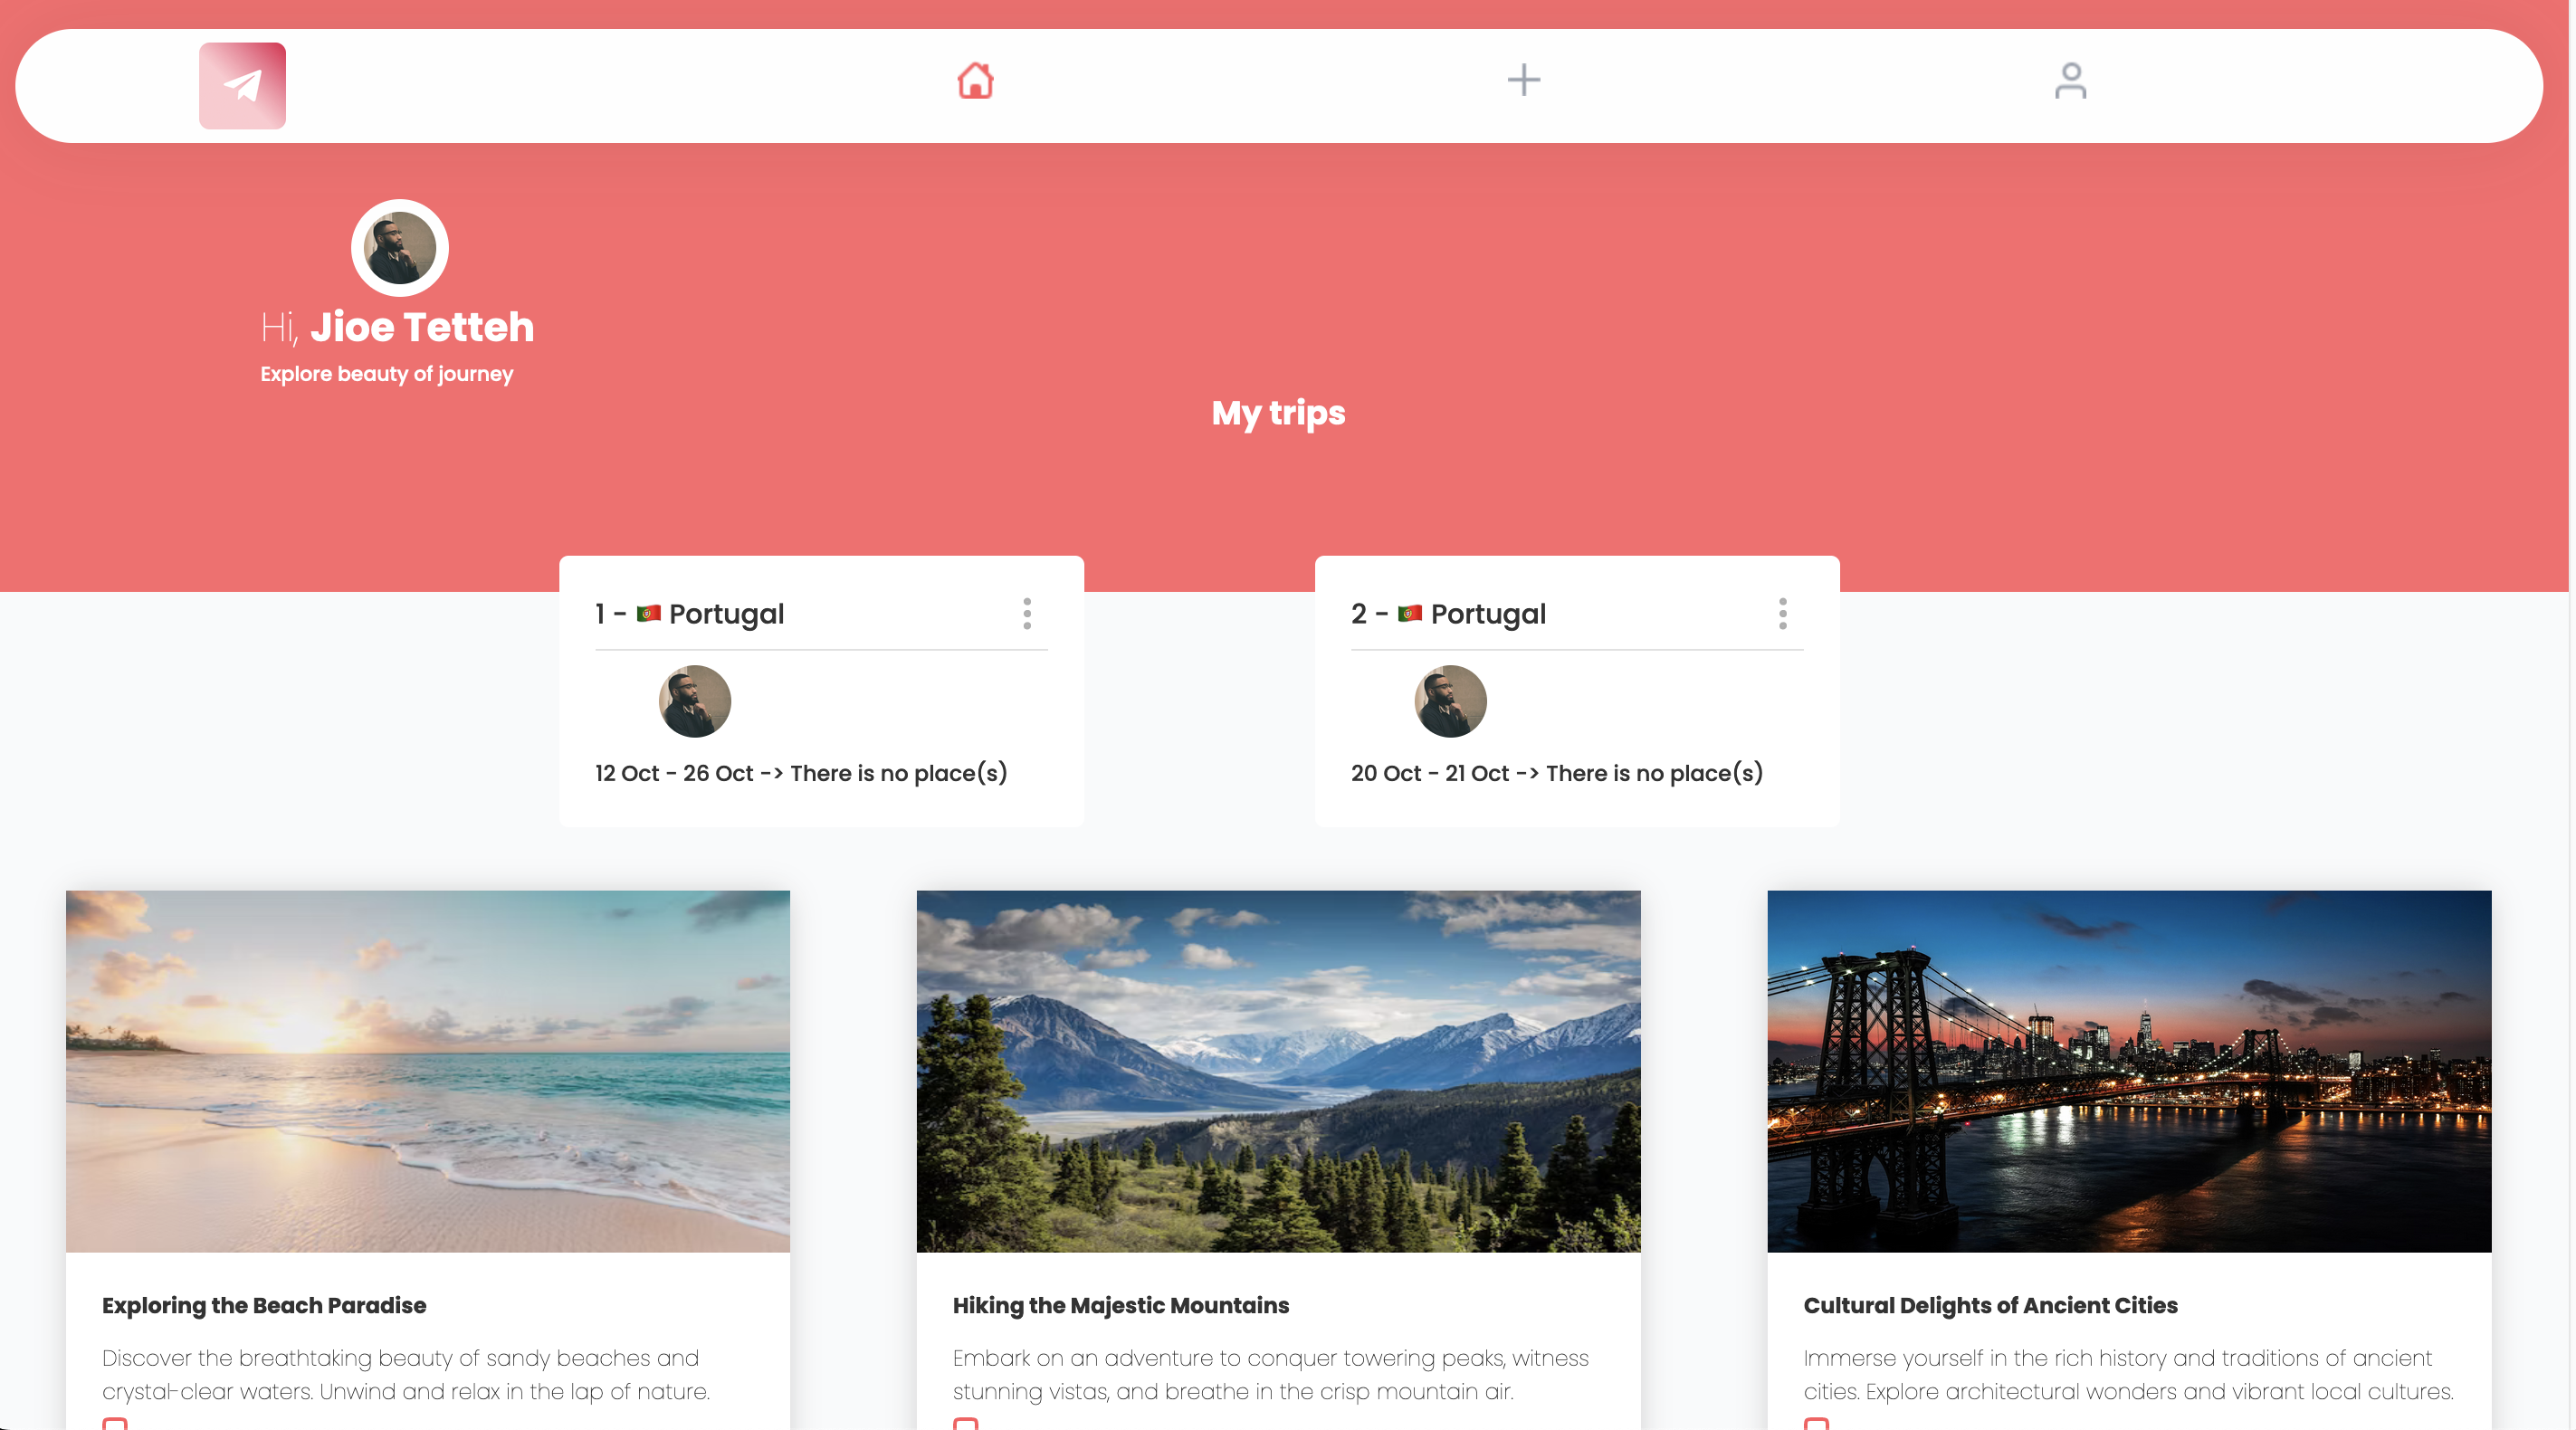 Hi, Jioe Tetteh
Explore beauty of journey
My trips
1 - 🇵🇹 Portugal
12 Oct - 26 Oct -> There is no place(s)
2 - 🇵🇹 Portugal
20 Oct - 21 Oct -> There is no place(s)
Exploring the Beach Paradise
Discover the breathtaking beauty of sandy beaches and
crystal-clear waters. Unwind and relax in the lap of nature.
Hiking the Majestic Mountains
Embark on an adventure to conquer towering peaks, witness
stunning vistas, and breathe in the crisp mountain air.
Cultural Delights of Ancient Cities
Immerse yourself in the rich history and traditions of ancient
cities. Explore architectural wonders and vibrant local cultures.